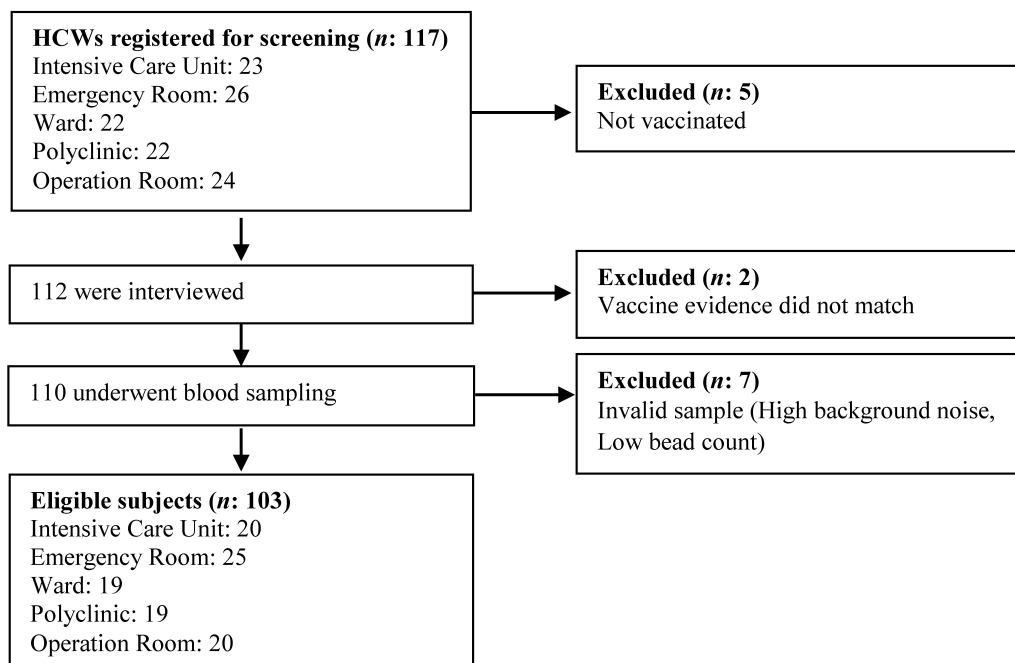 HCWs registered for screening (n: 117)
Intensive Care Unit: 23
Emergency Room: 26
Ward: 22
Polyclinic: 22
Operation Room: 24
Excluded (n: 5)
Not vaccinated
112 were interviewed
Excluded (n: 2)
Vaccine evidence did not match
110 underwent blood sampling
Excluded (n: 7)
Invalid sample (High background noise,
Low bead count)
Eligible subjects (n: 103)
Intensive Care Unit: 20
Emergency Room: 25
Ward: 19
Polyclinic: 19
Operation Room: 20